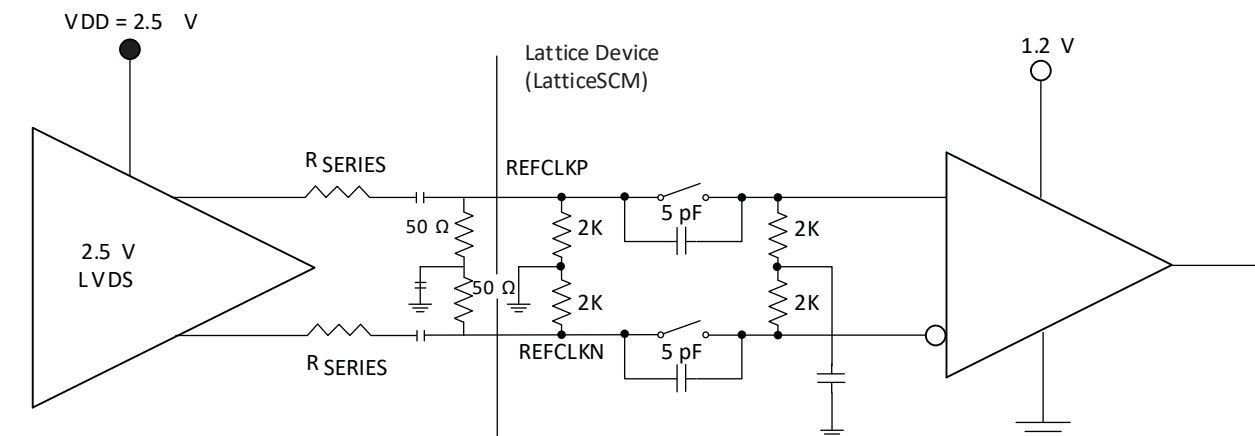 VDD = 2.5 V
Lattice Device
(LatticeSCM)
1.2 V
R SERIES
REFCLKP
50 Ω
2K
5 pF
2K
2.5 V
LVDS
50 Ω
2K
2K
R SERIES
REFCLKN
5 pF